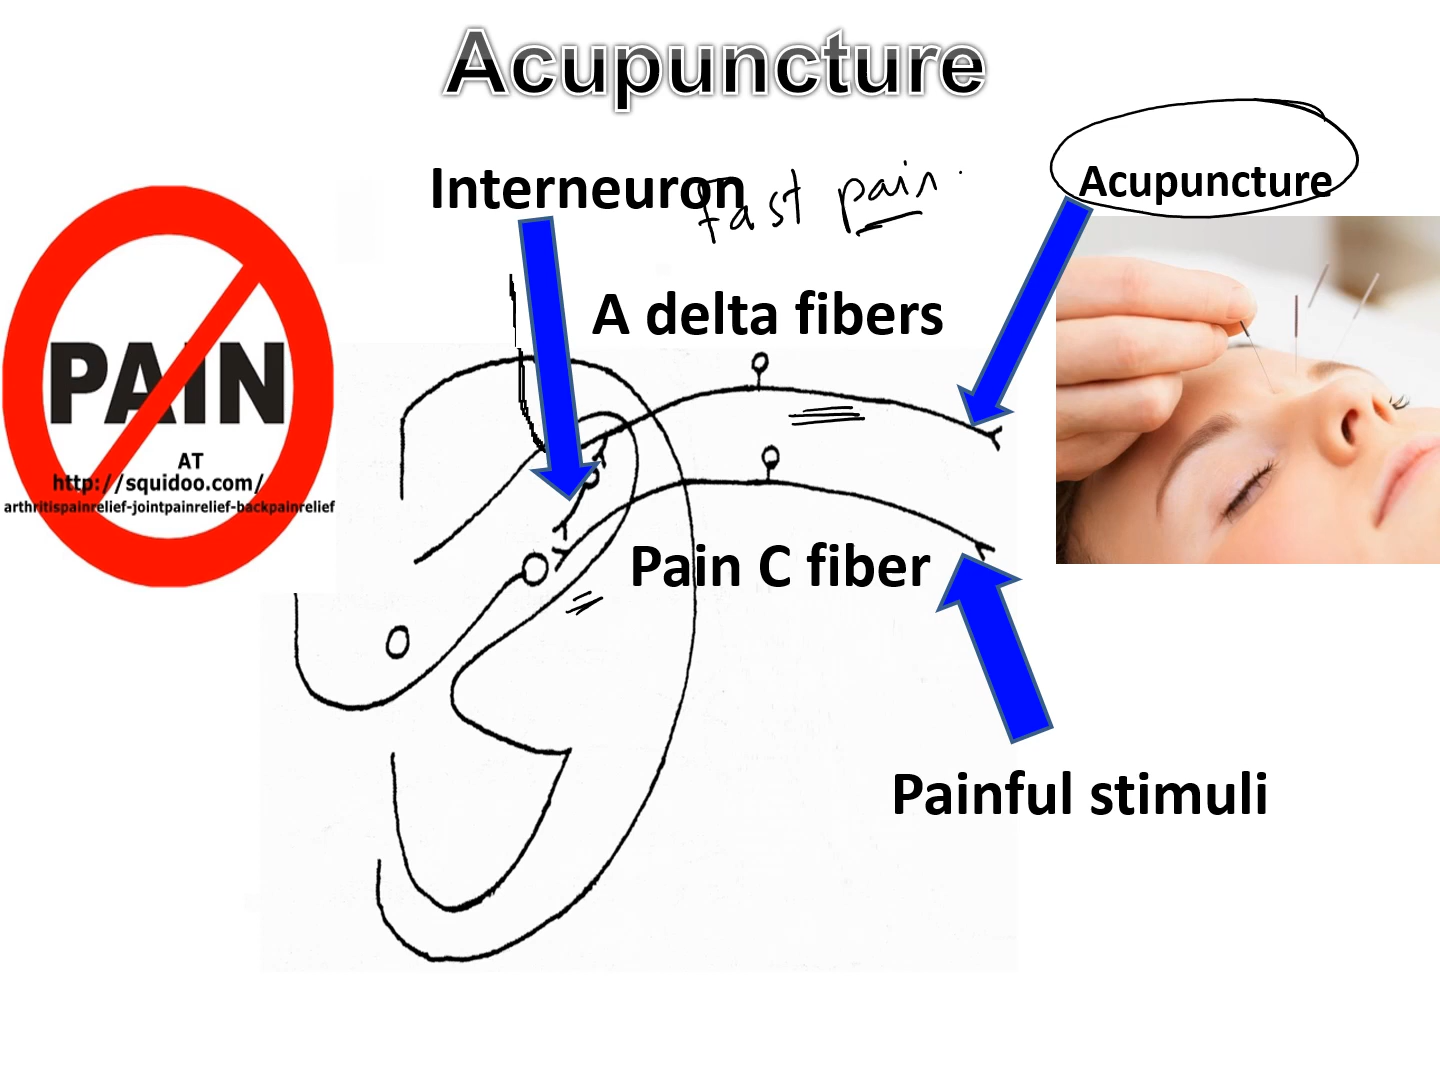 Acupuncture
Interneuron
Fast pain.
Acupuncture
A delta fibers
PAIN
AT
http://squidoo.com/
arthritispainrelief-jointpainrelief-backpainrelief
Pain C fiber
Painful stimuli